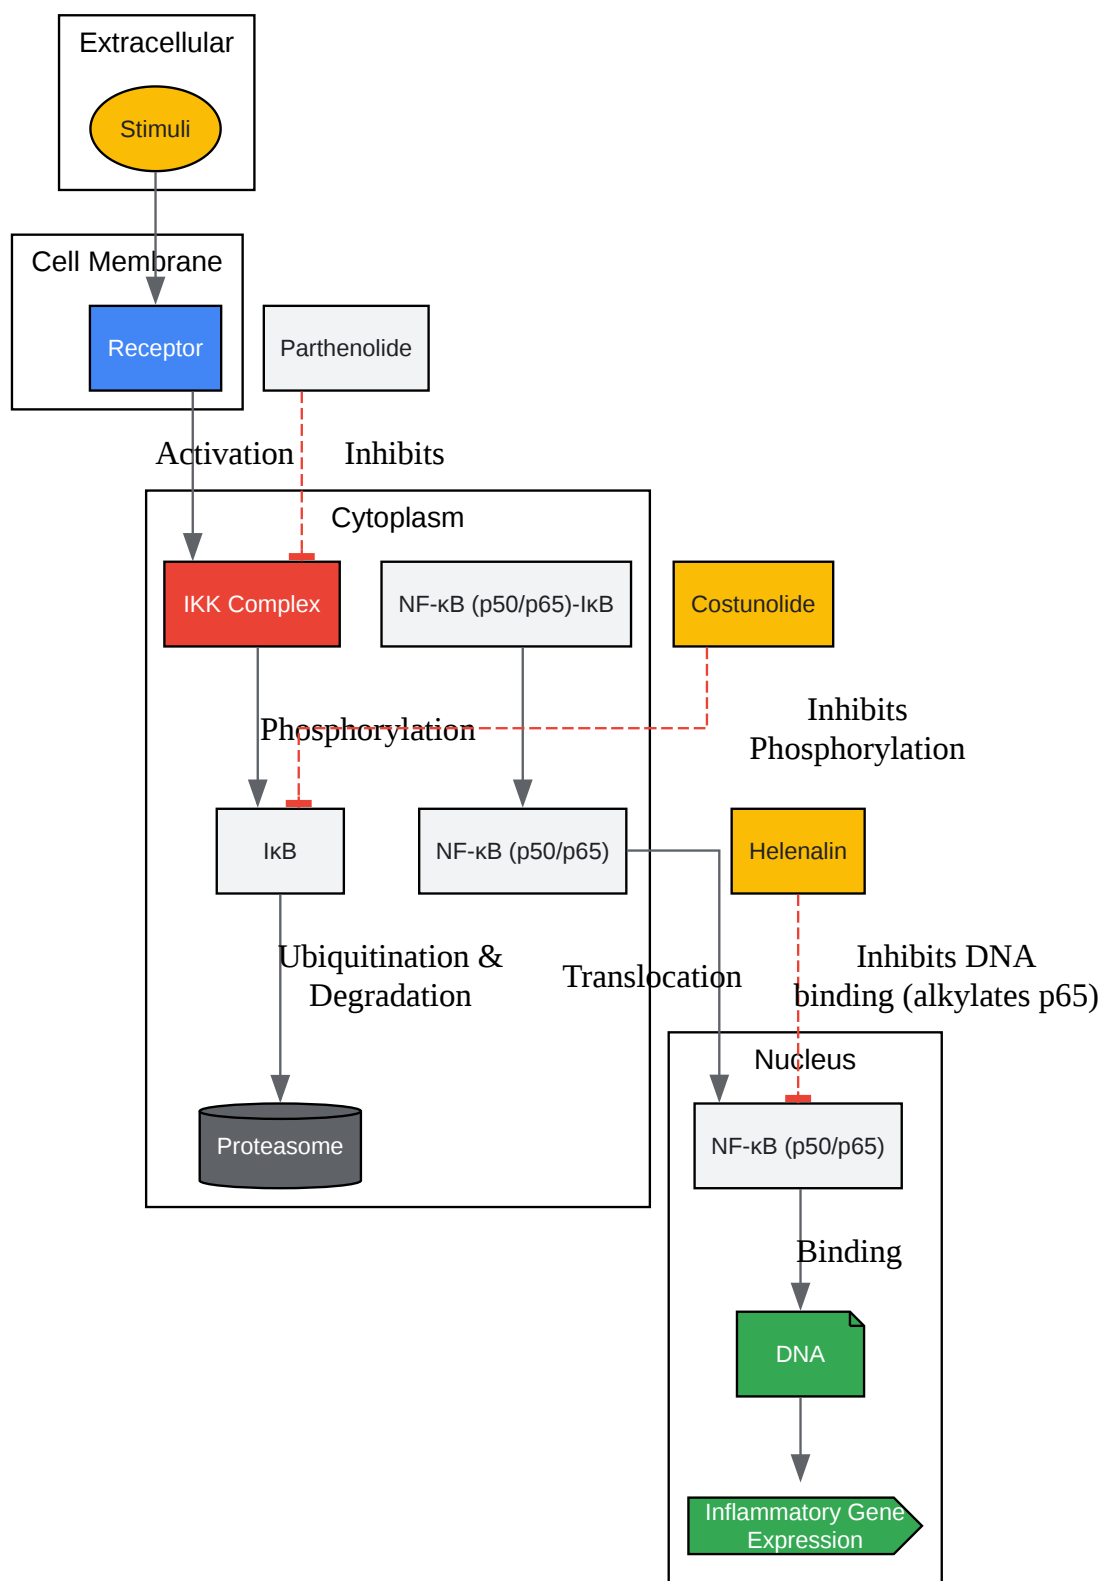 Extracellular
Stimuli
Cell Membrane
Receptor
Parthenolide
Activation
Inhibits
Cytoplasm
IKK Complex
NF-κB (p50/p65)-IκB
Costunolide
Phosphorylation
Inhibits
Phosphorylation
IκB
NF-κB (p50/p65)
Helenalin
Ubiquitination &
Degradation
Translocation
Inhibits DNA
binding (alkylates p65)
Nucleus
Proteasome
NF-κB (p50/p65)
Binding
DNA
Inflammatory Gene
Expression